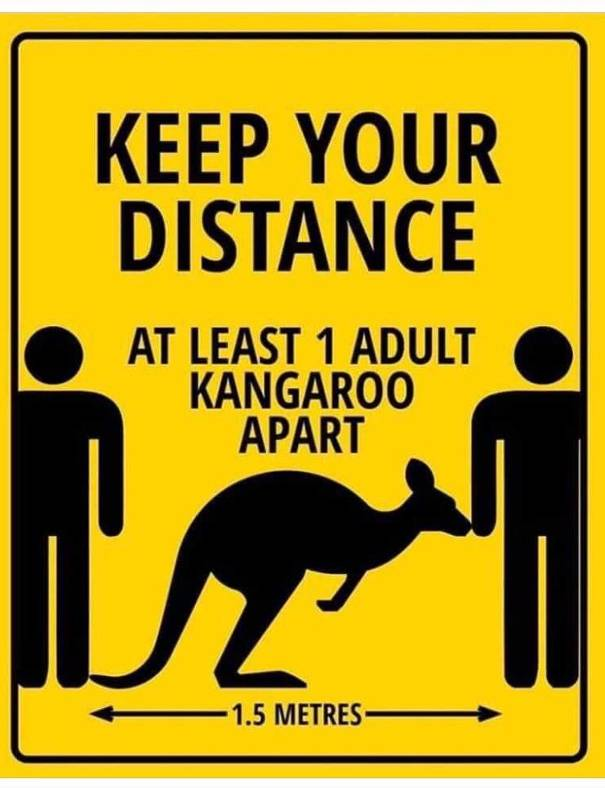 KEEP YOUR
DISTANCE
AT LEAST 1 ADULT
KANGAROO
APART
1.5 METRES